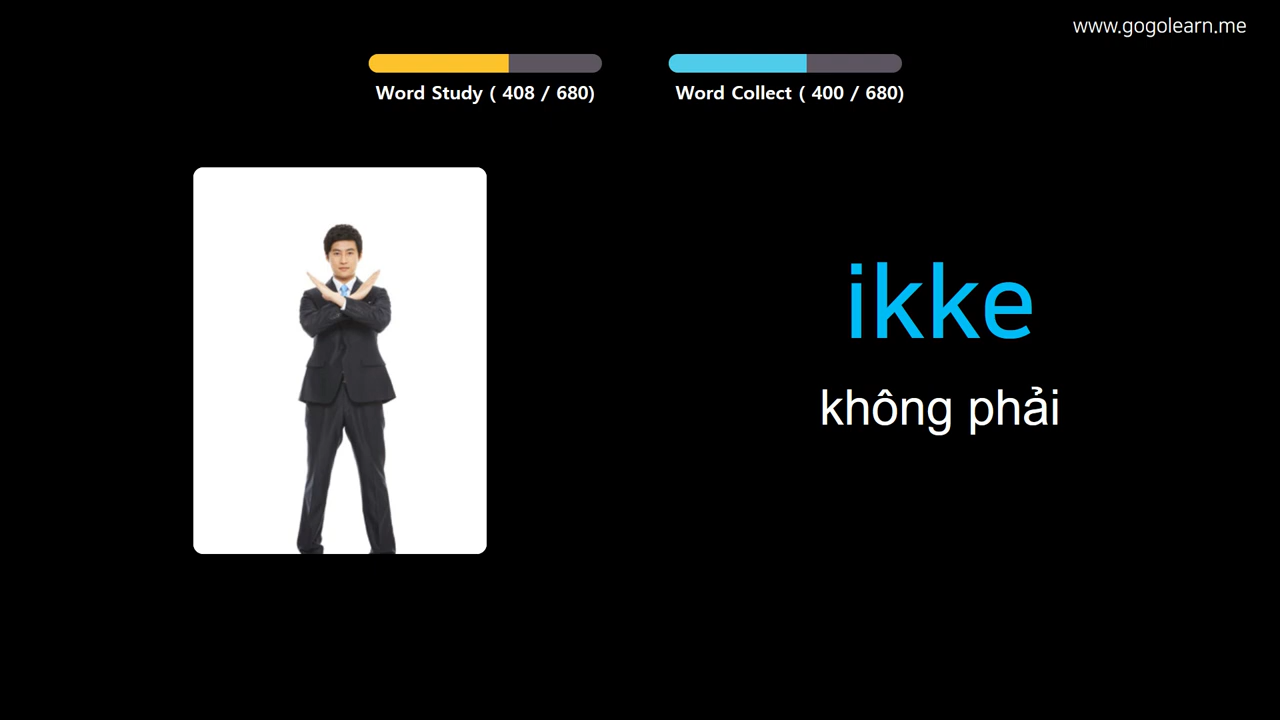 www.gogolearn.me
Word Study ( 408 / 680)
Word Collect ( 400 / 680)
ikke
không phải